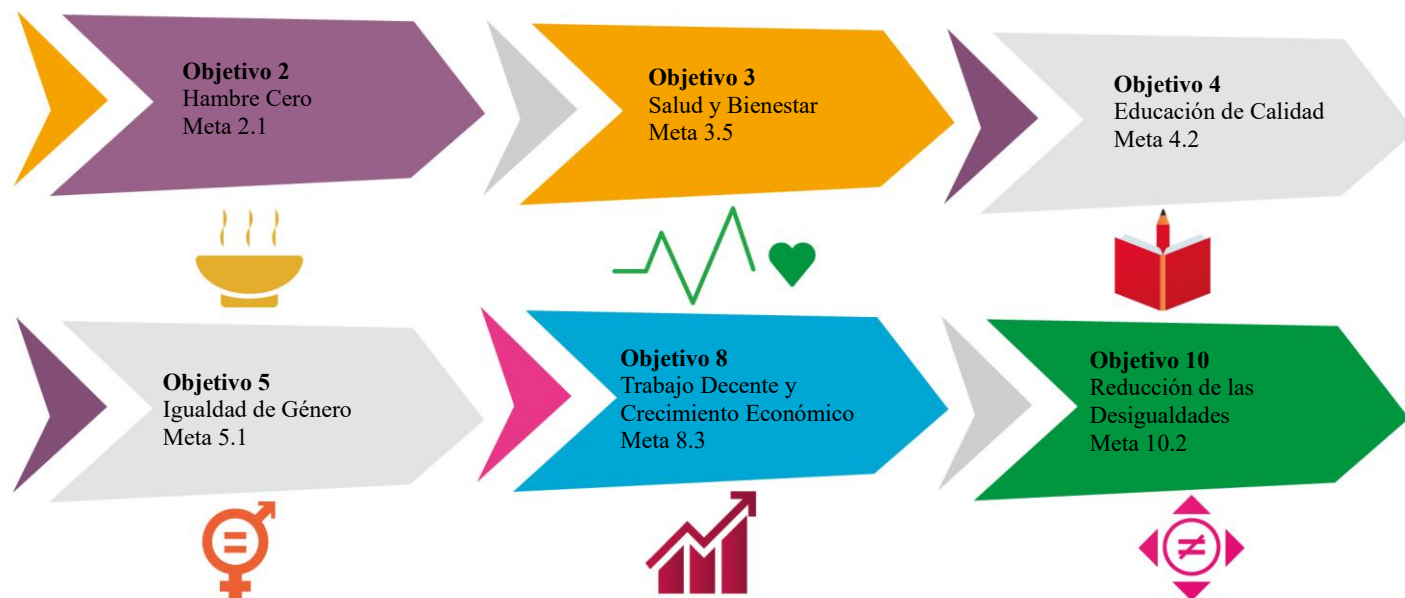 Objetivo 2
Hambre Cero
Meta 2.1
Objetivo 3
Salud y Bienestar
Meta 3.5
Objetivo 4
Educación de Calidad
Meta 4.2
Objetivo 5
Igualdad de Género
Meta 5.1
Objetivo 8
Trabajo Decente y
Crecimiento Económico
Meta 8.3
Objetivo 10
Reducción de las
Desigualdades
Meta 10.2